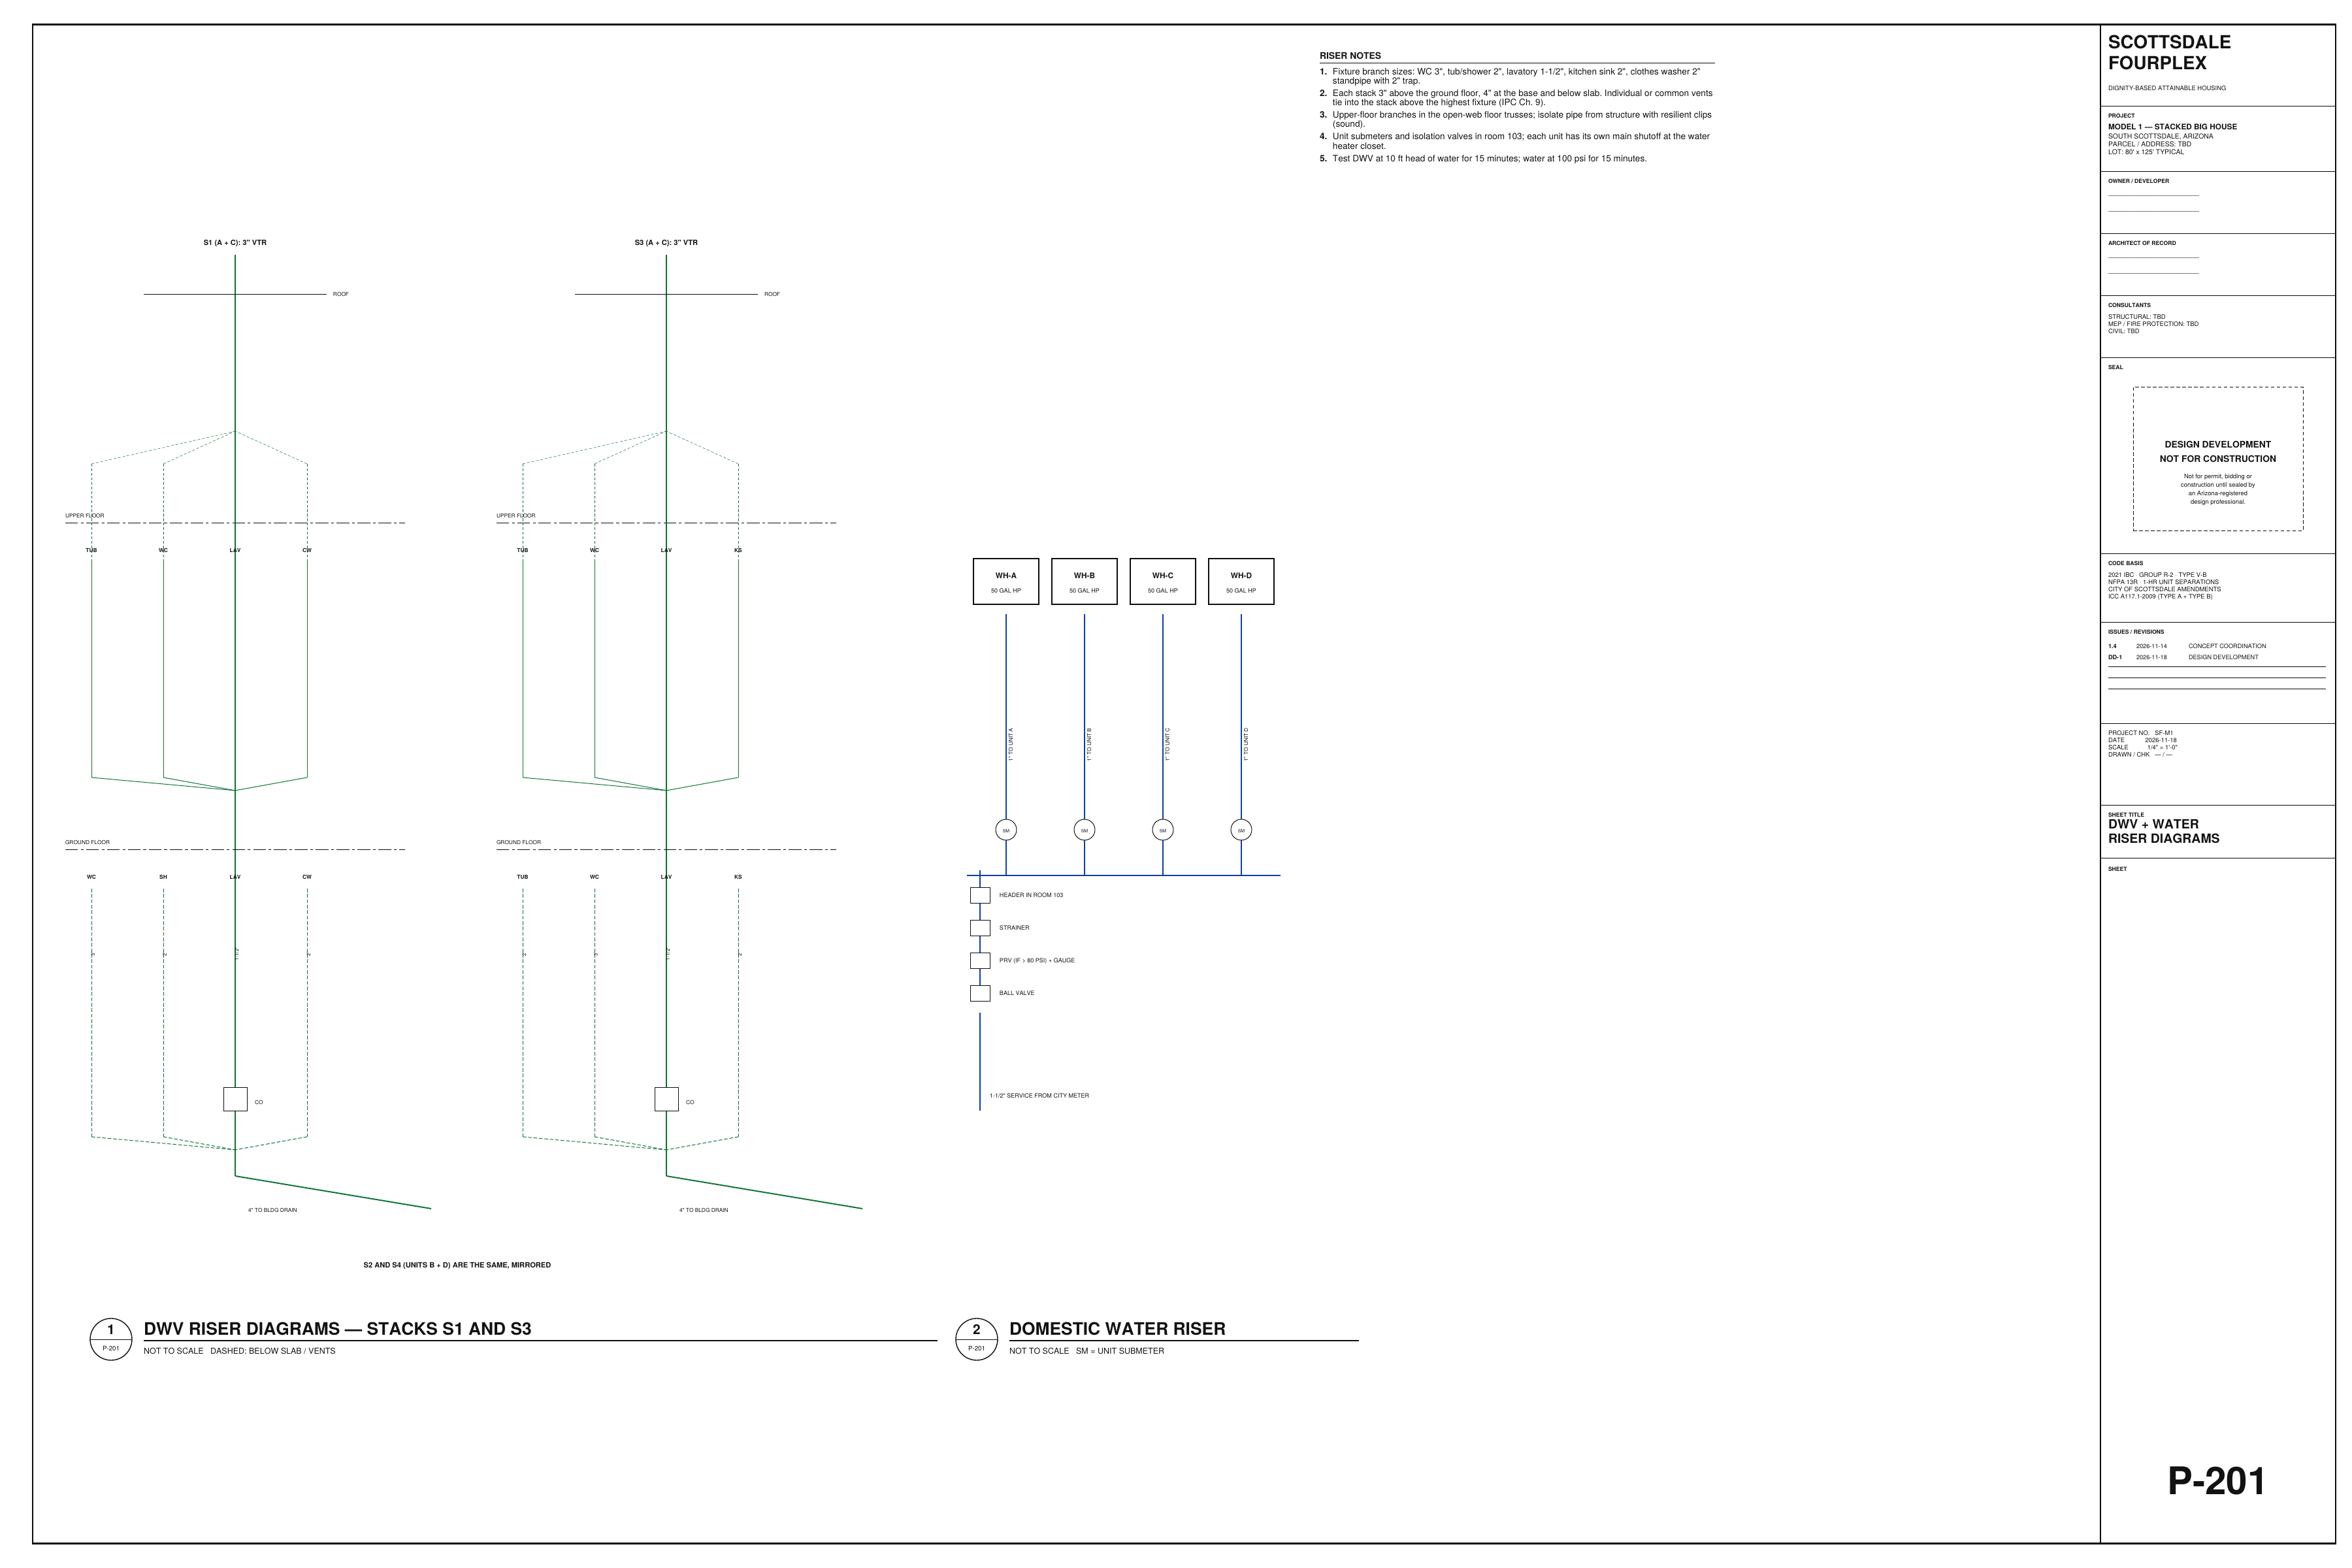 RISER NOTES
1. Fixture branch sizes: WC 3", tub/shower 2", lavatory 1-1/2", kitchen sink 2", clothes washer 2"
standpipe with 2" trap.
2. Each stack 3" above the ground floor, 4" at the base and below slab. Individual or common vents
tie into the stack above the highest fixture (IPC Ch. 9).
3. Upper-floor branches in the open-web floor trusses; isolate pipe from structure with resilient clips
(sound).
4. Unit submeters and isolation valves in room 103; each unit has its own main shutoff at the water
heater closet.
5. Test DWV at 10 ft head of water for 15 minutes; water at 100 psi for 15 minutes.
S1 (A + C): 3" VTR
ROOF
UPPER FLOOR
TUB
WC
LAV
CW
GROUND FLOOR
WC
SH
LAV
CW
3"
2"
1-1/2"
2"
CO
4" TO BLDG DRAIN
S3 (A + C): 3" VTR
ROOF
UPPER FLOOR
TUB
WC
LAV
KS
GROUND FLOOR
TUB
WC
LAV
KS
2"
3"
1-1/2"
2"
CO
4" TO BLDG DRAIN
S2 AND S4 (UNITS B + D) ARE THE SAME, MIRRORED
1
P-201
DWV RISER DIAGRAMS — STACKS S1 AND S3
NOT TO SCALE DASHED: BELOW SLAB / VENTS
WH-A
50 GAL HP
WH-B
50 GAL HP
WH-C
50 GAL HP
WH-D
50 GAL HP
1" TO UNIT A
1" TO UNIT B
1" TO UNIT C
1" TO UNIT D
SM
SM
SM
SM
HEADER IN ROOM 103
STRAINER
PRV (IF > 80 PSI) + GAUGE
BALL VALVE
1-1/2" SERVICE FROM CITY METER
2
P-201
DOMESTIC WATER RISER
NOT TO SCALE SM = UNIT SUBMETER
SCOTTSDALE
FOURPLEX
DIGNITY-BASED ATTAINABLE HOUSING
PROJECT
MODEL 1 — STACKED BIG HOUSE
SOUTH SCOTTSDALE, ARIZONA
PARCEL / ADDRESS: TBD
LOT: 80' x 125' TYPICAL
OWNER / DEVELOPER
ARCHITECT OF RECORD
CONSULTANTS
STRUCTURAL: TBD
MEP / FIRE PROTECTION: TBD
CIVIL: TBD
SEAL
DESIGN DEVELOPMENT
NOT FOR CONSTRUCTION
Not for permit, bidding or
construction until sealed by
an Arizona-registered
design professional.
CODE BASIS
2021 IBC · GROUP R-2 · TYPE V-B
NFPA 13R · 1-HR UNIT SEPARATIONS
CITY OF SCOTTSDALE AMENDMENTS
ICC A117.1-2009 (TYPE A + TYPE B)
ISSUES / REVISIONS
1.4 2026-11-14 CONCEPT COORDINATION
DD-1 2026-11-18 DESIGN DEVELOPMENT
PROJECT NO. SF-M1
DATE 2026-11-18
SCALE 1/4" = 1'-0"
DRAWN / CHK — / —
SHEET TITLE
DWV + WATER
RISER DIAGRAMS
SHEET
P-201